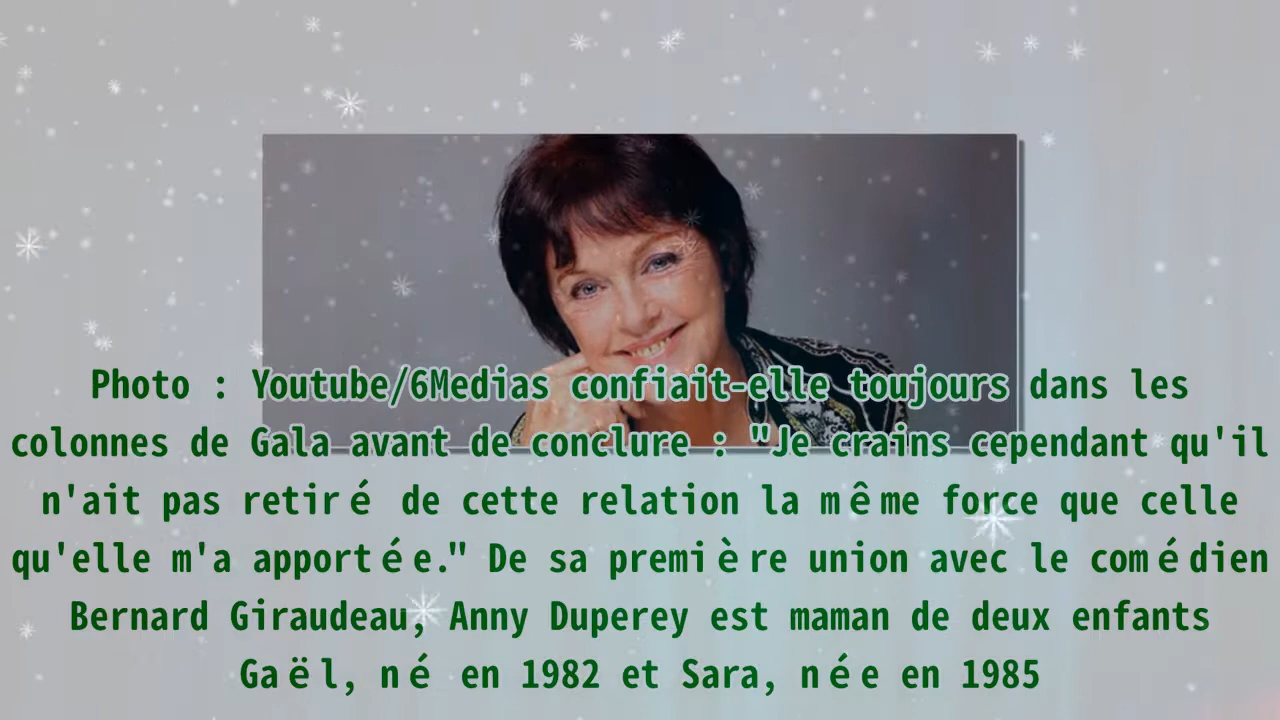 Photo : Youtube/6Medias confiait-elle toujours dans les
colonnes de Gala avant de conclure : "Je crains cependant qu'il
n'ait pas retiré de cette relation la même force que celle
qu'elle m'a apportée." De sa première union avec le comédien
Bernard Giraudeau, Anny Duperey est maman de deux enfants
Gaël, né en 1982 et Sara, née en 1985